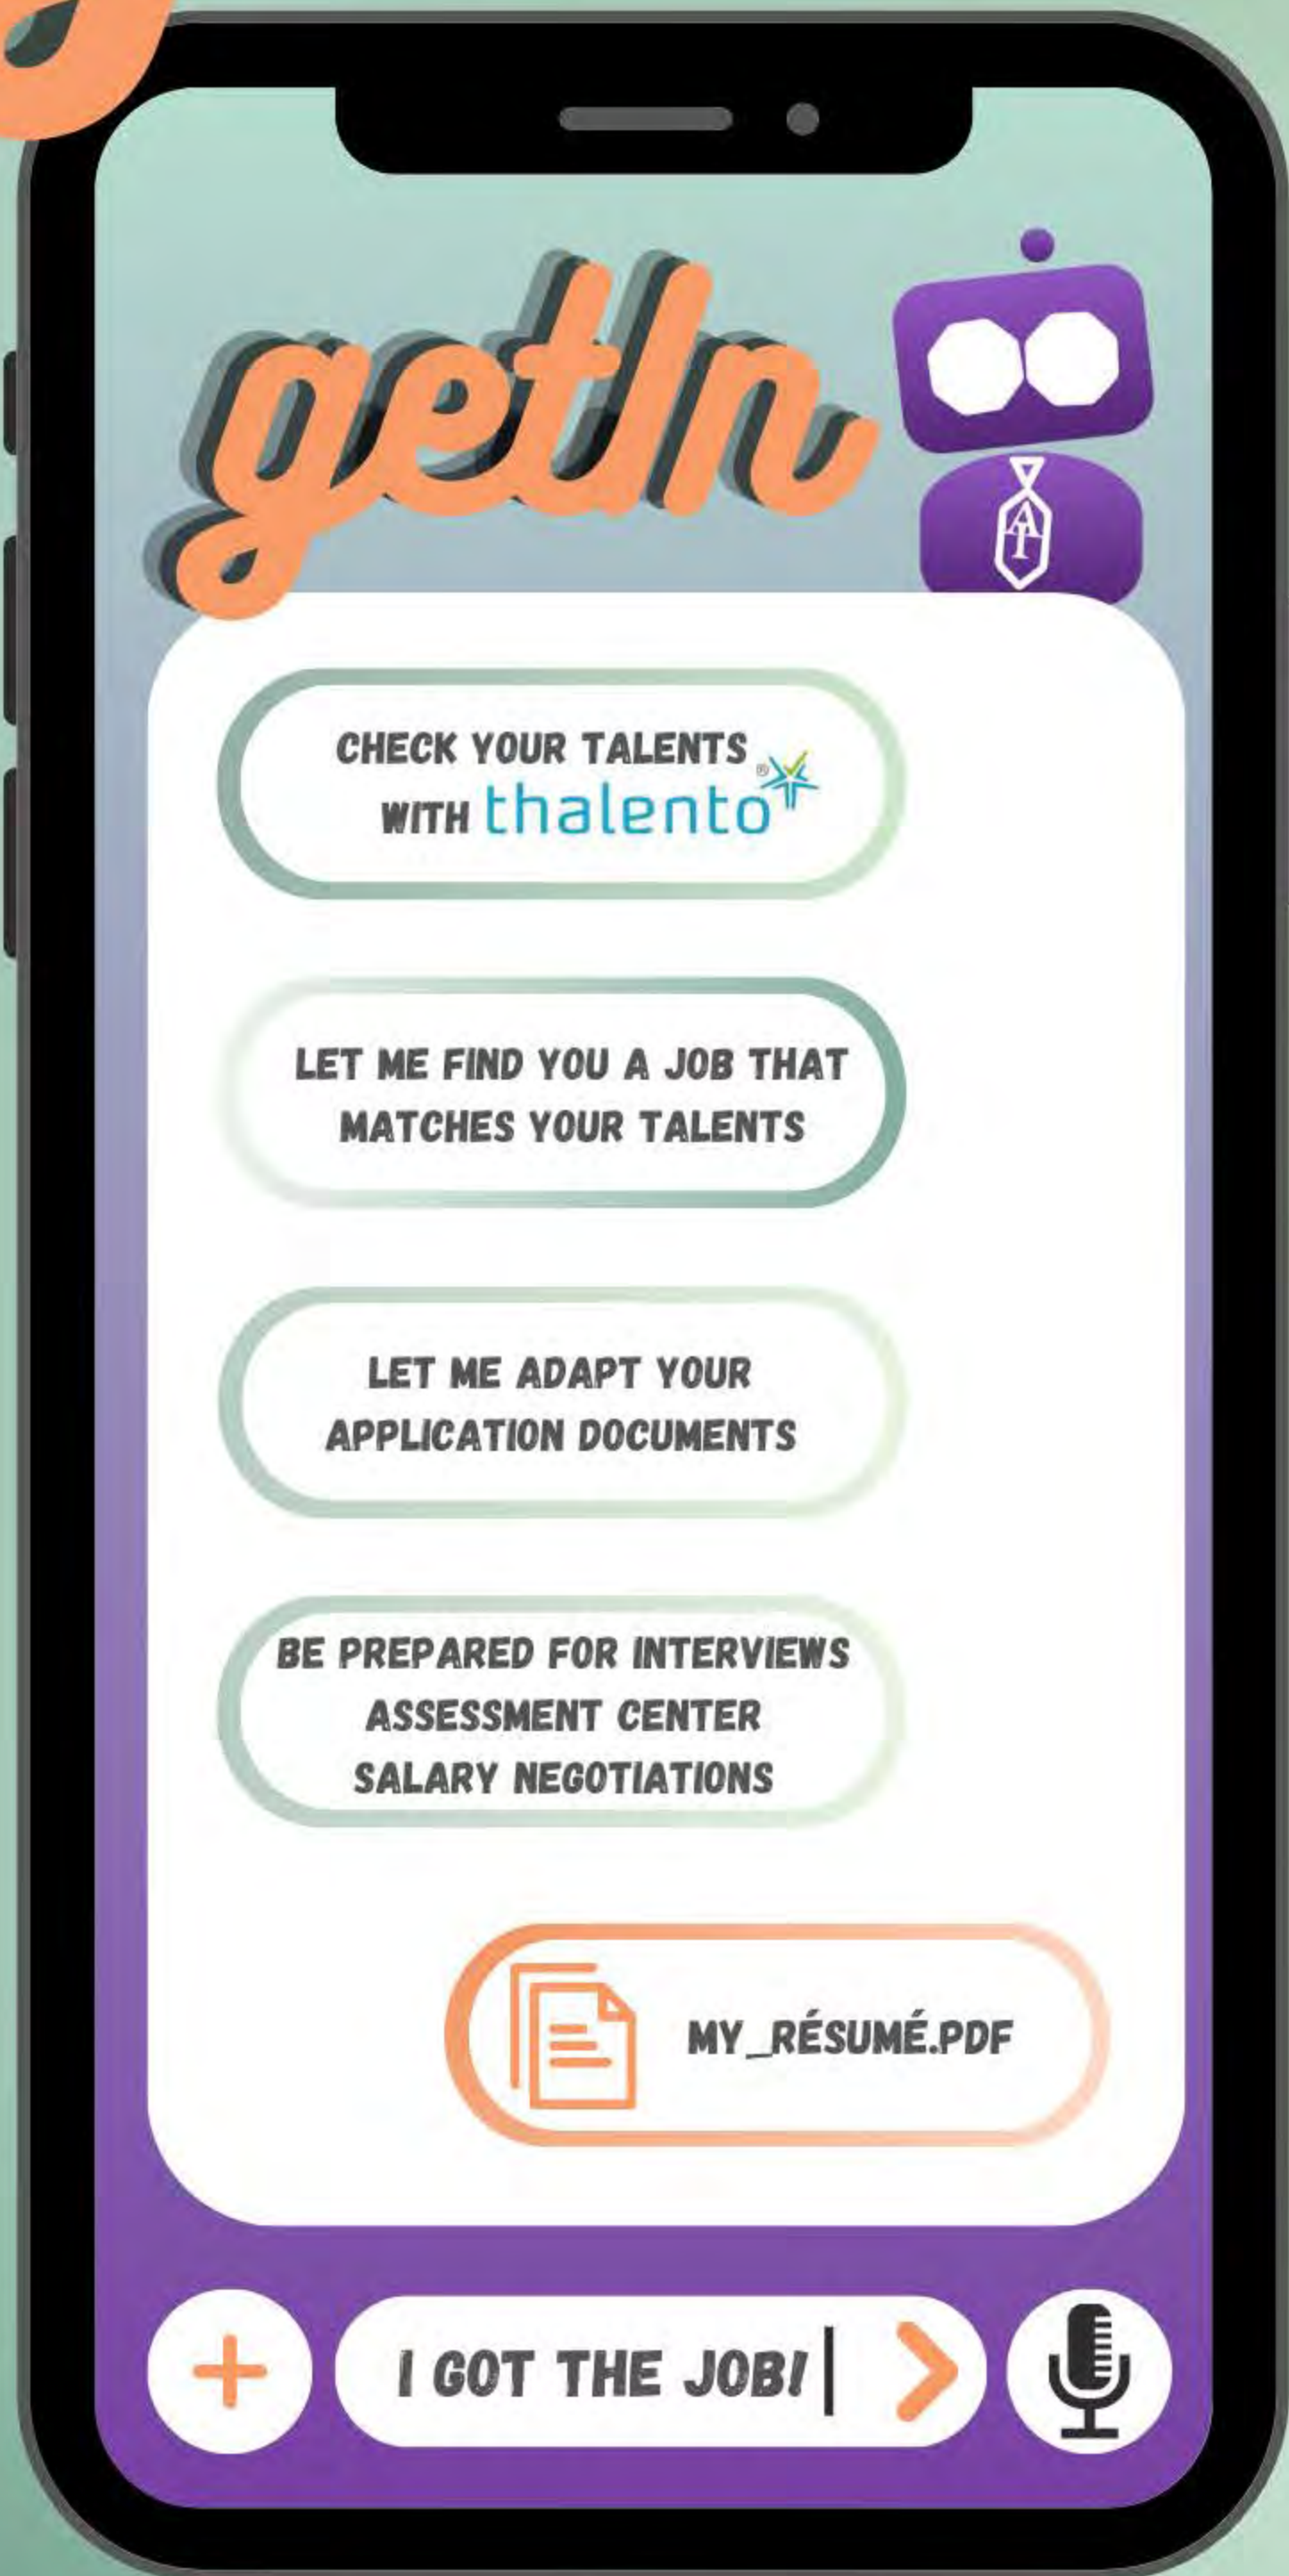 getIn
AI
CHECK YOUR TALENTS
WITH thalento®
LET ME FIND YOU A JOB THAT
MATCHES YOUR TALENTS
LET ME ADAPT YOUR
APPLICATION DOCUMENTS
BE PREPARED FOR INTERVIEWS
ASSESSMENT CENTER
SALARY NEGOTIATIONS
MY_RÉSUMÉ.PDF
I GOT THE JOB!